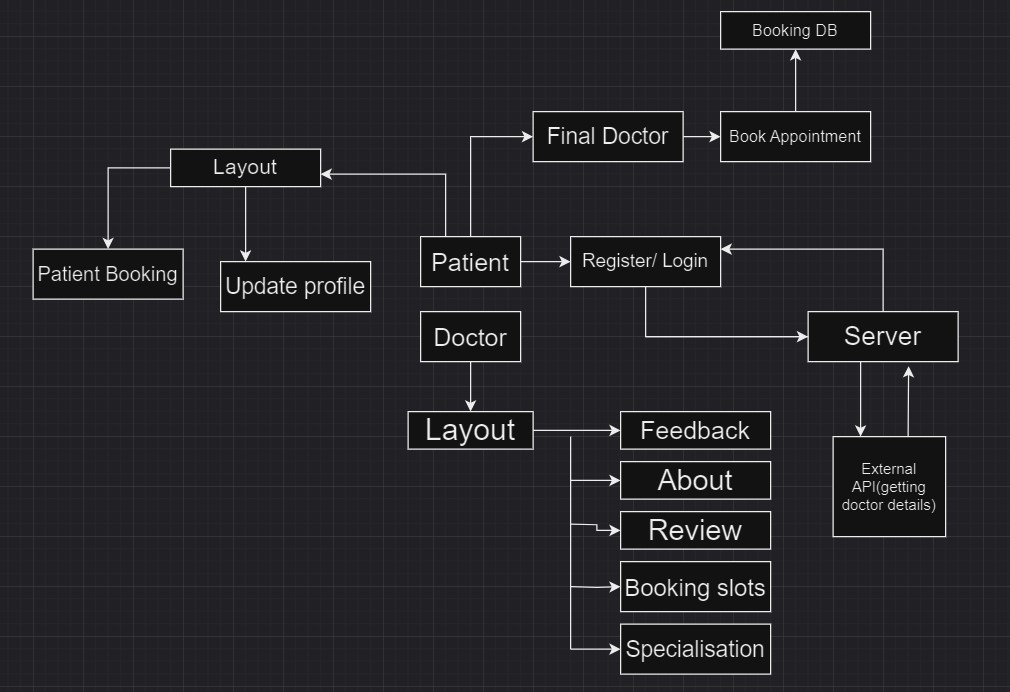 Booking DB
Final Doctor
Book Appointment
Layout
Patient Booking
Update profile
Patient
Register/ Login
Doctor
Server
Layout
Feedback
About
Review
Booking slots
Specialisation
External
API(getting
doctor details)